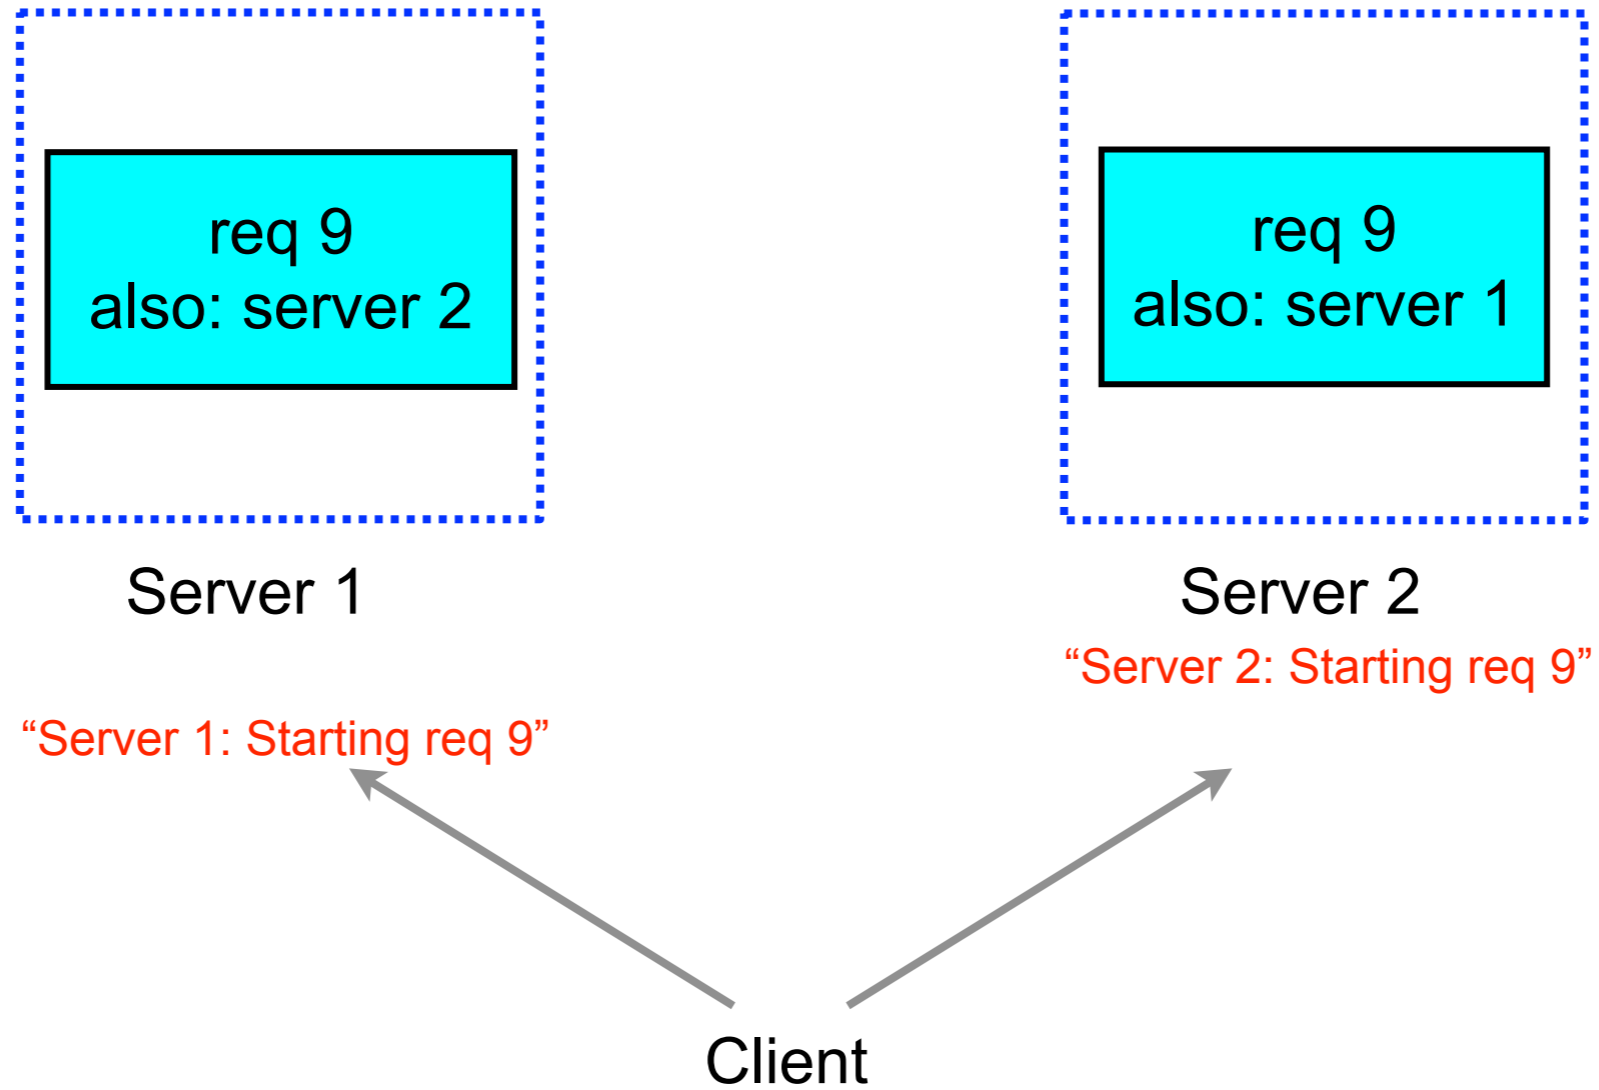 req 9
also: server 2
req 9
also: server 1
Server 1
Server 2
“Server 2: Starting req 9”
“Server 1: Starting req 9”
Client